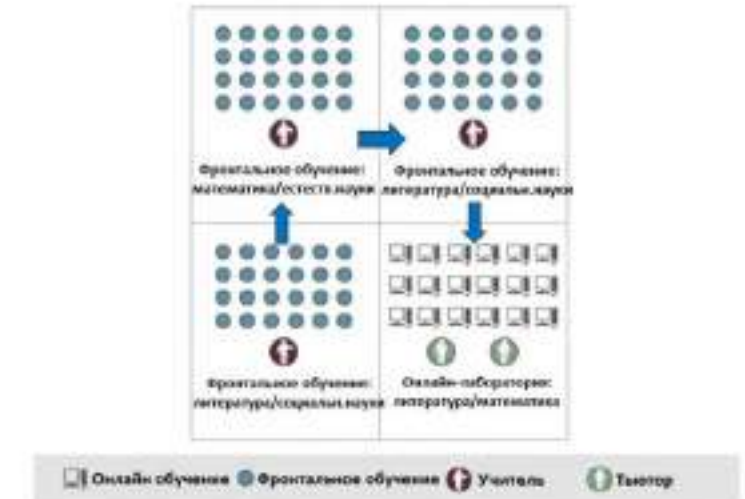 Фронтальное обучение:
математика/естеств.науки
Фронтальное обучение:
литература/социальн.науки
Фронтальное обучение:
литература/социальн.науки
Онлайн-лаборатория:
литература/математика
Онлайн обучение Фронтальное обучение Учитель Тьютор